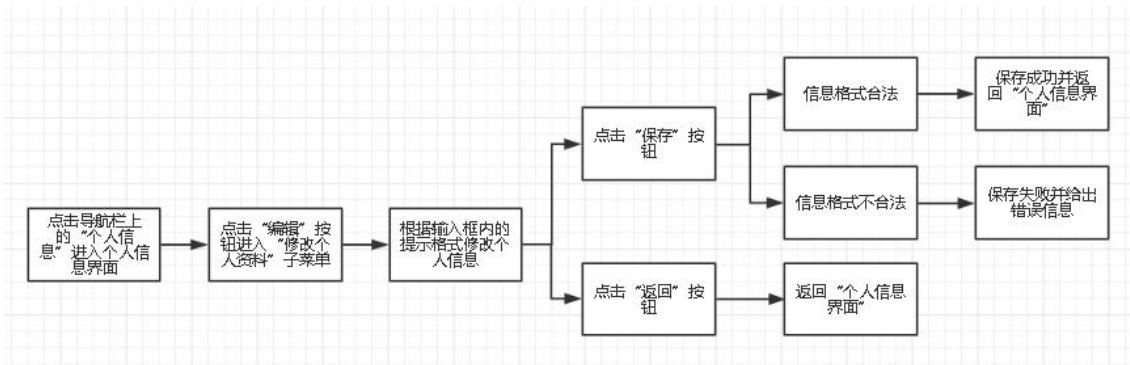 点击导航栏上
的“个人信
息”进入个人信
息界面
点击“编辑”按
钮进入“修改个
人资料”子菜单
根据输入框内的
提示格式修改个
人信息
点击“保存”按
钮
信息格式合法
保存成功并返
回“个人信息界
面”
信息格式不合法
保存失败并给出
错误信息
点击“返回”按
钮
返回“个人信息
界面”